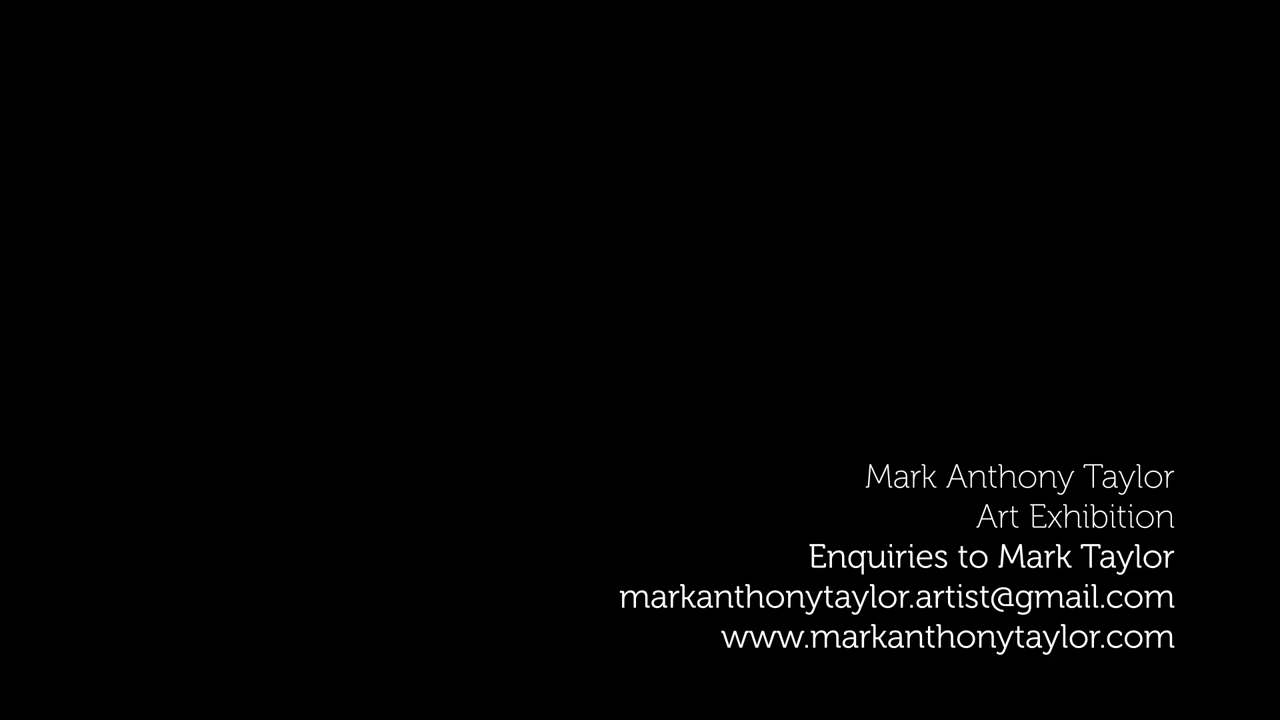 Mark Anthony Taylor
Art Exhibition
Enquiries to Mark Taylor
markanthonytaylor.artist@gmail.com
www.markanthonytaylor.com